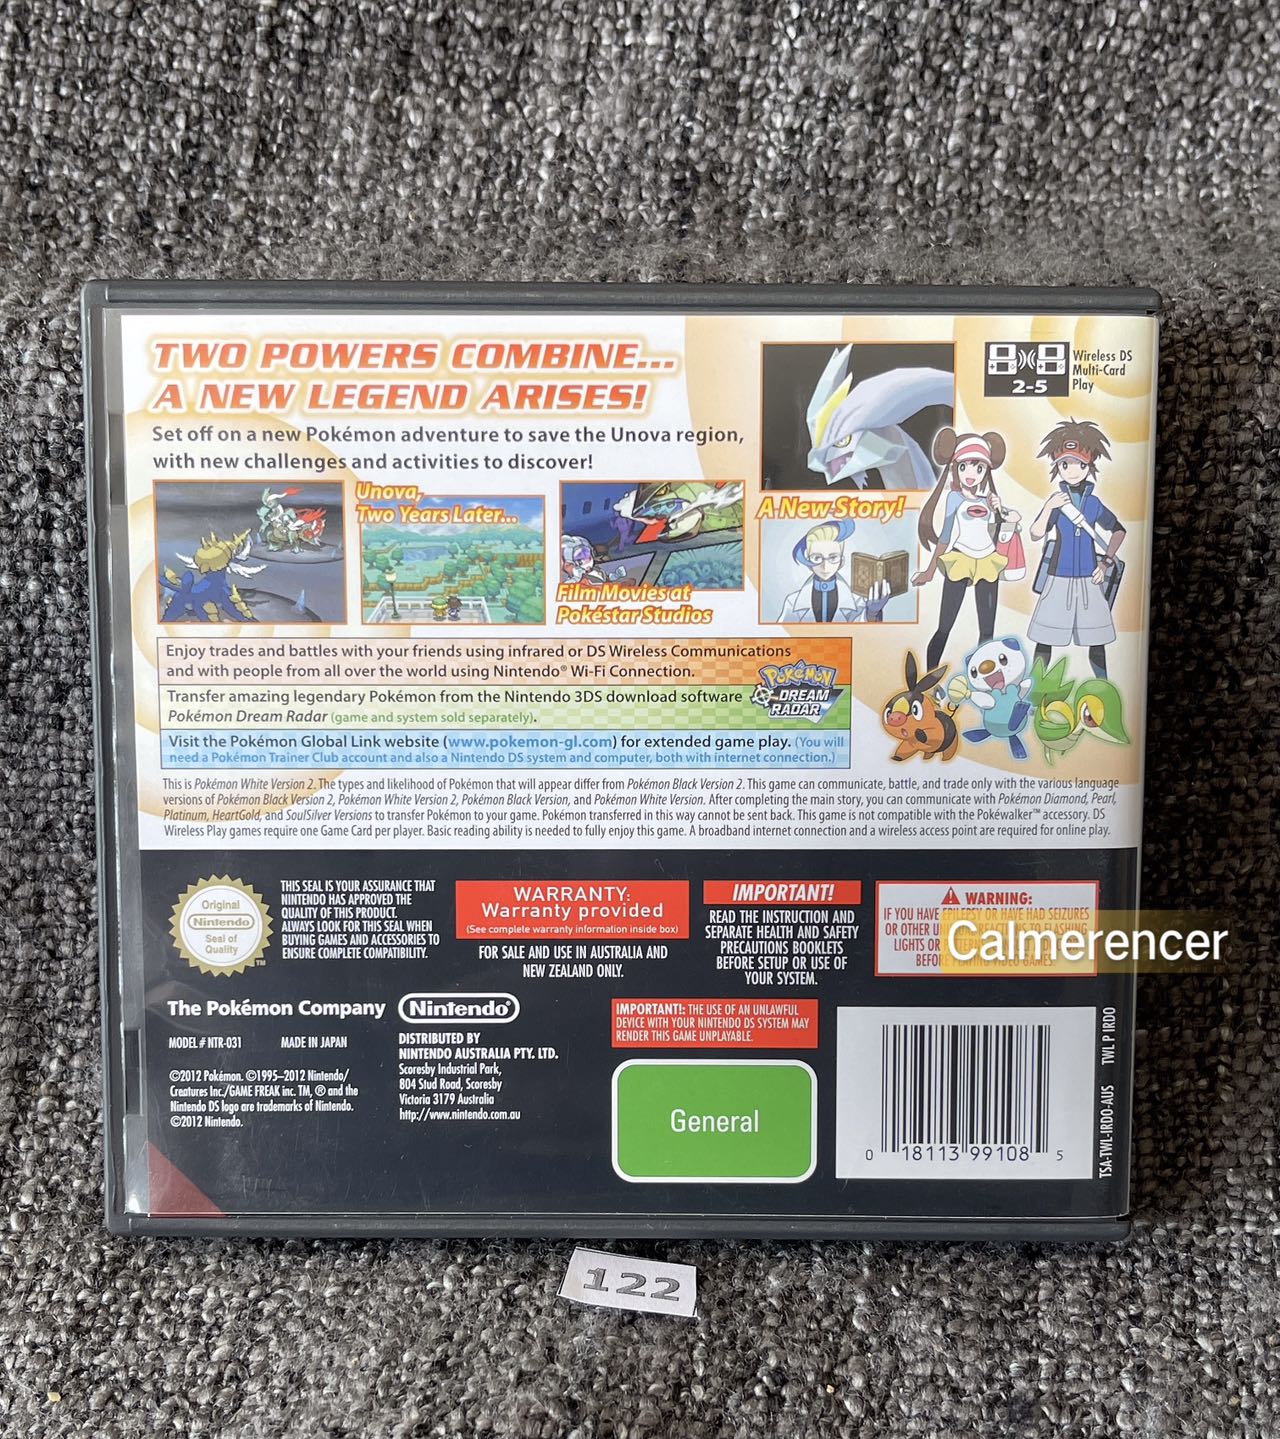 TWO POWERS COMBINE...
A NEW LEGEND ARISES!
Set off on a new Pokémon adventure to save the Unova region,
with new challenges and activities to discover!
Wireless DS
Multi-Card
Play
2-5
Unova,
Two Years Later...
Film Movies at
Pokéstar Studios
A New Story!
Enjoy trades and battles with your friends using infrared or DS Wireless Communications
and with people from all over the world using Nintendo® Wi-Fi Connection.
Transfer amazing legendary Pokémon from the Nintendo 3DS download software
Pokémon Dream Radar (game and system sold separately).
POKéMON
DREAM
RADAR
Visit the Pokémon Global Link website (www.pokemon-gl.com) for extended game play. (You will
need a Pokémon Trainer Club account and also a Nintendo DS system and computer, both with internet connection.)
This is Pokémon White Version 2. The types and likelihood of Pokémon that will appear differ from Pokémon Black Version 2. This game can communicate, battle, and trade only with the various language
versions of Pokémon Black Version 2, Pokémon White Version 2, Pokémon Black Version, and Pokémon White Version. After completing the main story, you can communicate with Pokémon Diamond, Pearl,
Platinum, HeartGold, and SoulSilver Versions to transfer Pokémon to your game. Pokémon transferred in this way cannot be sent back. This game is not compatible with the Pokéwalker™ accessory. DS
Wireless Play games require one Game Card per player. Basic reading ability is needed to fully enjoy this game. A broadband internet connection and a wireless access point are required for online play.
Original
Nintendo
Seal of
Quality
TM
THIS SEAL IS YOUR ASSURANCE THAT
NINTENDO HAS APPROVED THE
QUALITY OF THIS PRODUCT.
ALWAYS LOOK FOR THIS SEAL WHEN
BUYING GAMES AND ACCESSORIES TO
ENSURE COMPLETE COMPATIBILITY.
WARRANTY:
Warranty provided
(See complete warranty information inside box)
FOR SALE AND USE IN AUSTRALIA AND
NEW ZEALAND ONLY.
IMPORTANT!
READ THE INSTRUCTION AND
SEPARATE HEALTH AND SAFETY
PRECAUTIONS BOOKLETS
BEFORE SETUP OR USE OF
YOUR SYSTEM.
WARNING:
IF YOU HAVE EPILEPSY OR HAVE HAD SEIZURES
OR OTHER UNUSUAL REACTIONS TO FLASHING
LIGHTS OR
BEFORE PLAYING VIDEO GAMES.
Calmerencer
The Pokémon Company
Nintendo®
MODEL # NTR-031
MADE IN JAPAN
©2012 Pokémon. ©1995–2012 Nintendo/
Creatures Inc./GAME FREAK inc. TM, ® and the
Nintendo DS logo are trademarks of Nintendo.
©2012 Nintendo.
DISTRIBUTED BY
NINTENDO AUSTRALIA PTY. LTD.
Scoresby Industrial Park,
804 Stud Road, Scoresby
Victoria 3179 Australia
http://www.nintendo.com.au
IMPORTANT!: THE USE OF AN UNLAWFUL
DEVICE WITH YOUR NINTENDO DS SYSTEM MAY
RENDER THIS GAME UNPLAYABLE.
General
0 18113 99108 5
TSA-TWL-IRDO-AUS TWL P IRDO
122